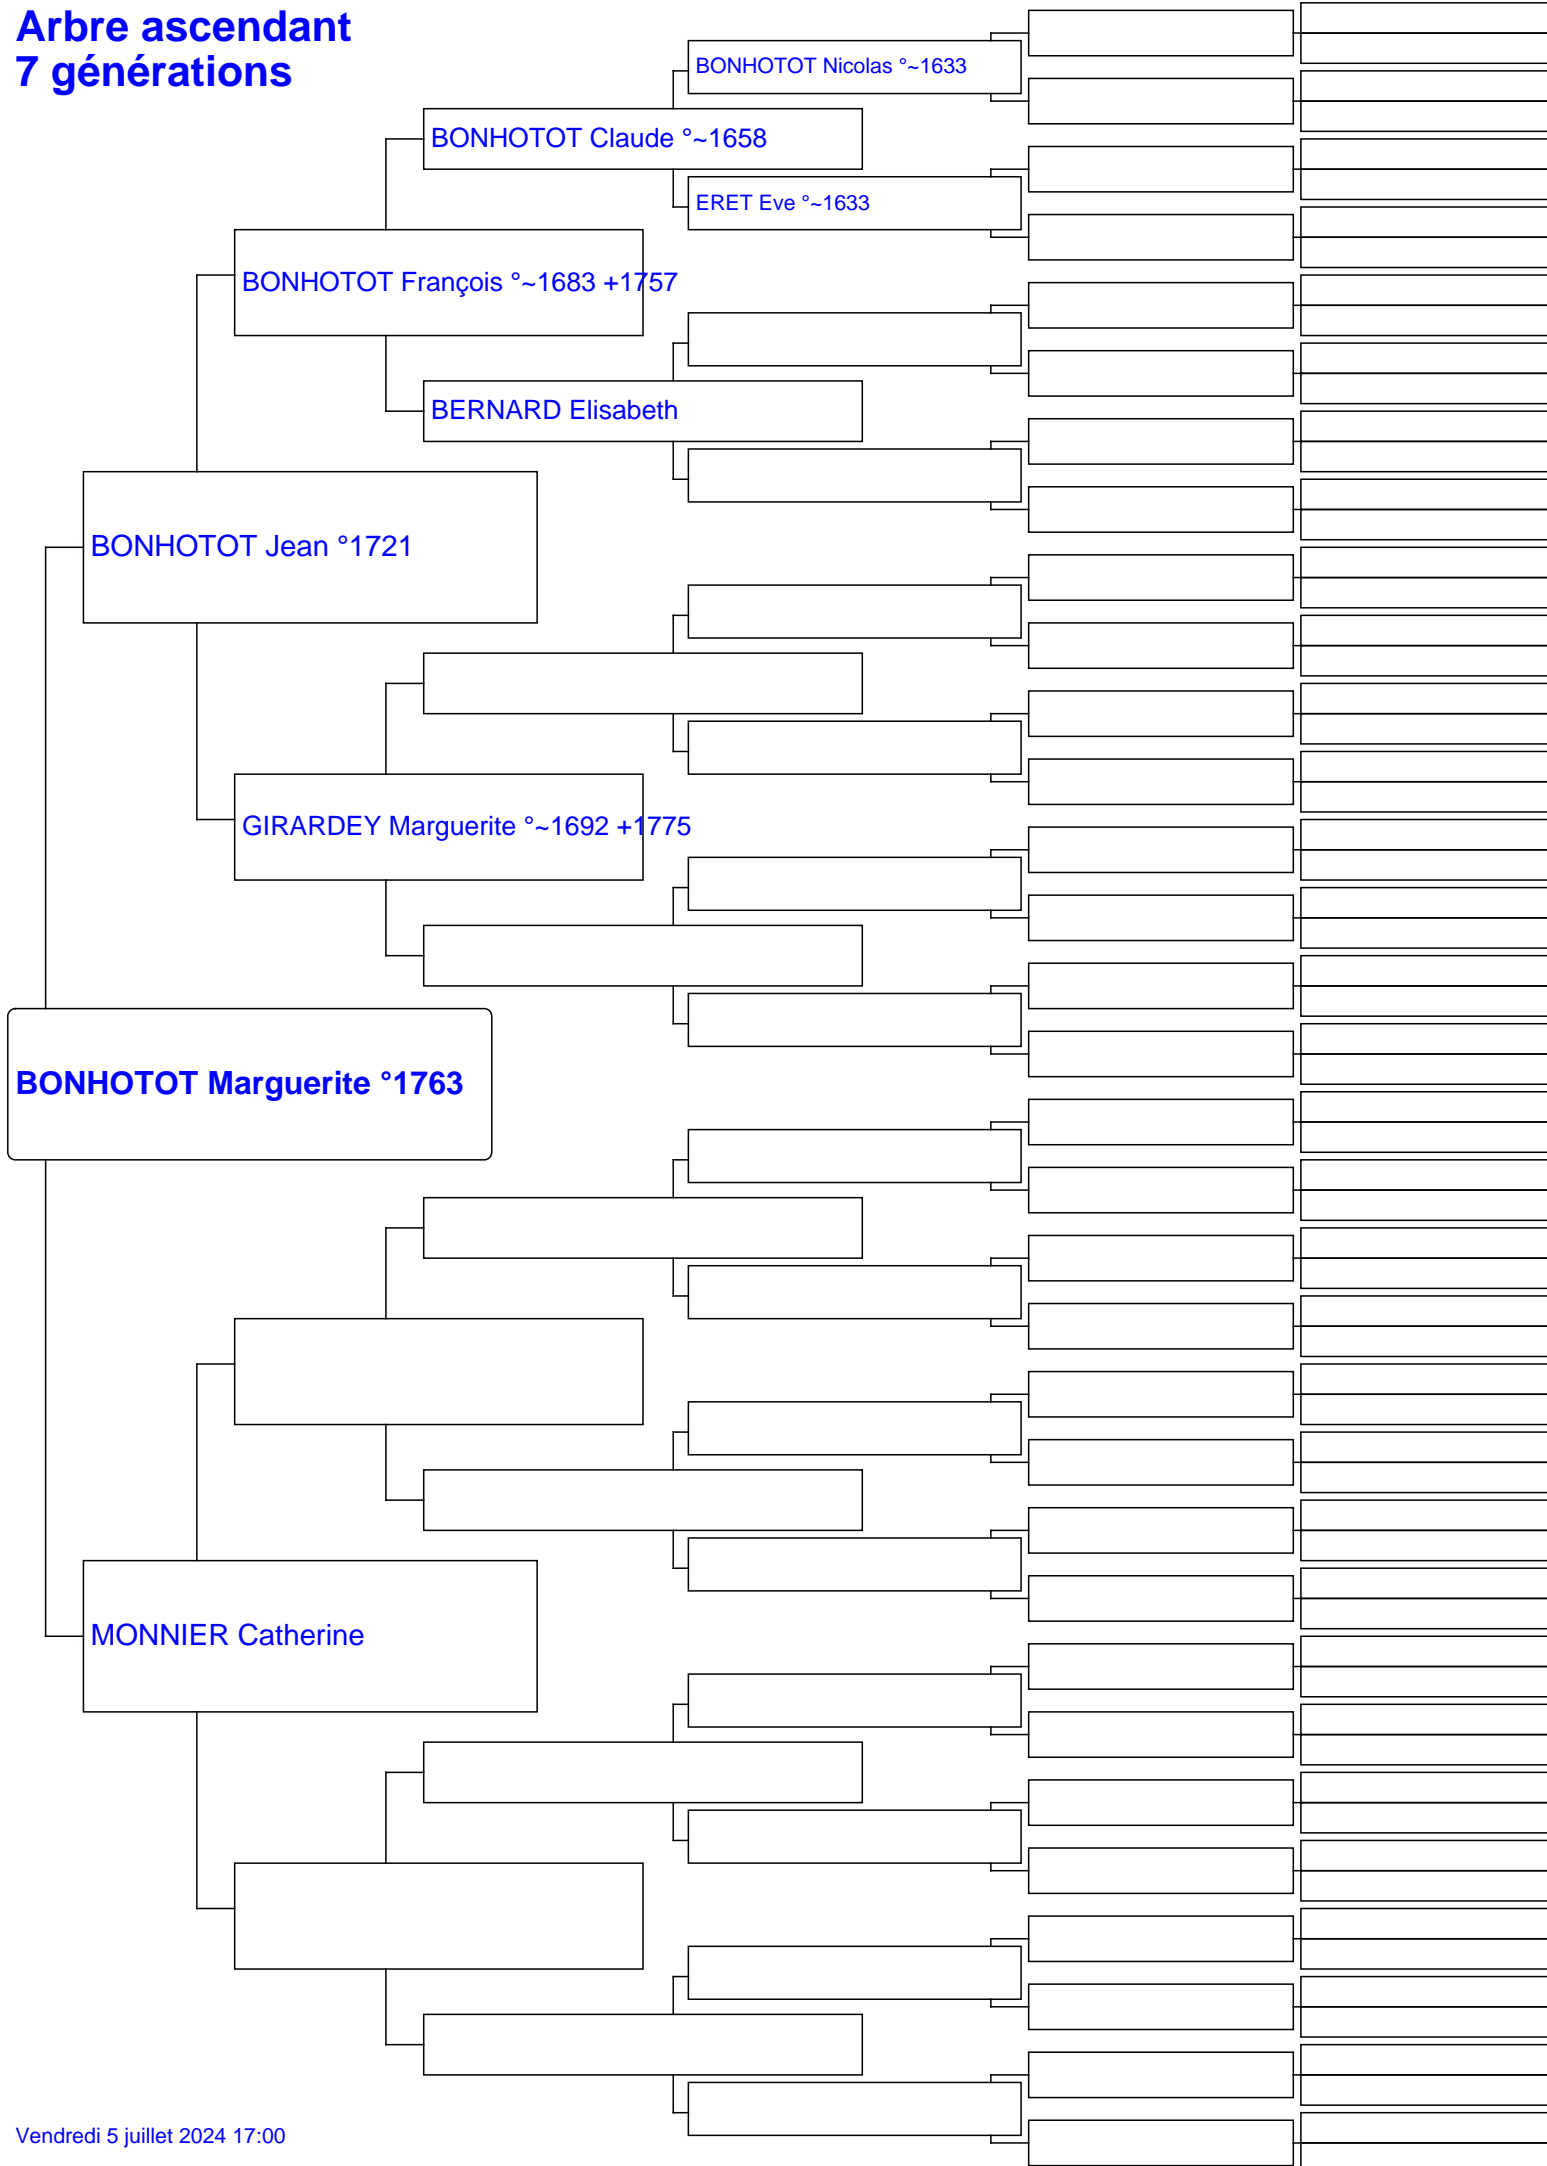 Arbre ascendant
7 générations
BONHOTOT Nicolas °~1633
BONHOTOT Claude °~1658
ERET Eve °~1633
BONHOTOT François °~1683 +1757
BERNARD Elisabeth
BONHOTOT Jean °1721
GIRARDEY Marguerite °~1692 +1775
BONHOTOT Marguerite °1763
MONNIER Catherine
Vendredi 5 juillet 2024 17:00